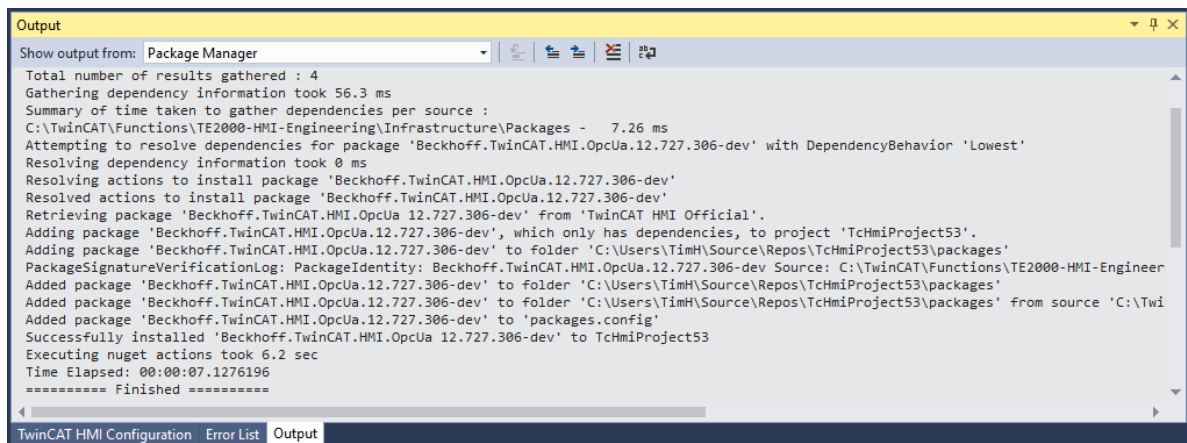 Output
Show output from: Package Manager
Total number of results gathered : 4
Gathering dependency information took 56.3 ms
Summary of time taken to gather dependencies per source :
C:\TwinCAT\Functions\TE2000-HMI-Engineering\Infrastructure\Packages -   7.26 ms
Attempting to resolve dependencies for package 'Beckhoff.TwinCAT.HMI.OpcUa.12.727.306-dev' with DependencyBehavior 'Lowest'
Resolving dependency information took 0 ms
Resolving actions to install package 'Beckhoff.TwinCAT.HMI.OpcUa.12.727.306-dev'
Resolved actions to install package 'Beckhoff.TwinCAT.HMI.OpcUa.12.727.306-dev'
Retrieving package 'Beckhoff.TwinCAT.HMI.OpcUa 12.727.306-dev' from 'TwinCAT HMI Official'.
Adding package 'Beckhoff.TwinCAT.HMI.OpcUa.12.727.306-dev', which only has dependencies, to project 'TcHmiProject53'.
Adding package 'Beckhoff.TwinCAT.HMI.OpcUa.12.727.306-dev' to folder 'C:\Users\TimH\Source\Repos\TcHmiProject53\packages'
PackageSignatureVerificationLog: PackageIdentity: Beckhoff.TwinCAT.HMI.OpcUa.12.727.306-dev Source: C:\TwinCAT\Functions\TE2000-HMI-Engineer
Added package 'Beckhoff.TwinCAT.HMI.OpcUa.12.727.306-dev' to folder 'C:\Users\TimH\Source\Repos\TcHmiProject53\packages'
Added package 'Beckhoff.TwinCAT.HMI.OpcUa.12.727.306-dev' to folder 'C:\Users\TimH\Source\Repos\TcHmiProject53\packages' from source 'C:\Twi
Added package 'Beckhoff.TwinCAT.HMI.OpcUa.12.727.306-dev' to 'packages.config'
Successfully installed 'Beckhoff.TwinCAT.HMI.OpcUa 12.727.306-dev' to TcHmiProject53
Executing nuget actions took 6.2 sec
Time Elapsed: 00:00:07.1276196
========== Finished ==========
TwinCAT HMI Configuration Error List Output